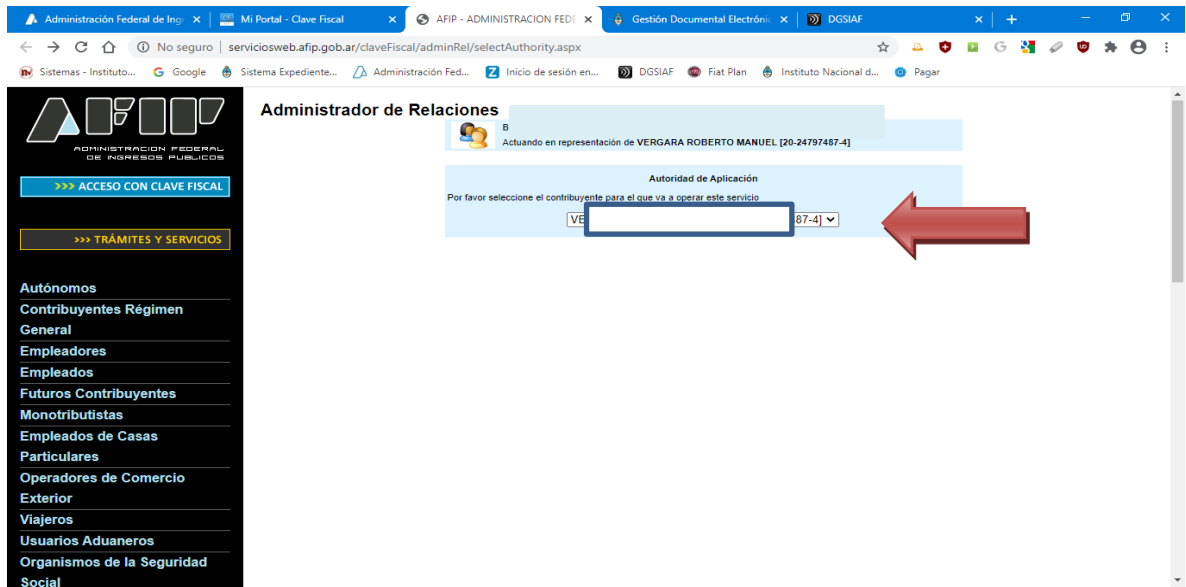 Administración Federal de Ingr
Mi Portal - Clave Fiscal
AFIP - ADMINISTRACION FEDE
Gestión Documental Electrónic
DGSIAF
No seguro | serviciosweb.afip.gob.ar/claveFiscal/adminRel/selectAuthority.aspx
Sistemas - Instituto...
Google
Sistema Expediente...
Administración Fed...
Inicio de sesión en...
DGSIAF
Fiat Plan
Instituto Nacional d...
Pagar
AFIP
ADMINISTRACION FEDERAL
DE INGRESOS PUBLICOS
>>> ACCESO CON CLAVE FISCAL
>>> TRÁMITES Y SERVICIOS
Autónomos
Contribuyentes Régimen
General
Empleadores
Empleados
Futuros Contribuyentes
Monotributistas
Empleados de Casas
Particulares
Operadores de Comercio
Exterior
Viajeros
Usuarios Aduaneros
Organismos de la Seguridad
Social
Administrador de Relaciones
B
Actuando en representación de VERGARA ROBERTO MANUEL [20-24797487-4]
Autoridad de Aplicación
Por favor seleccione el contribuyente para el que va a operar este servicio
VE 87-4]